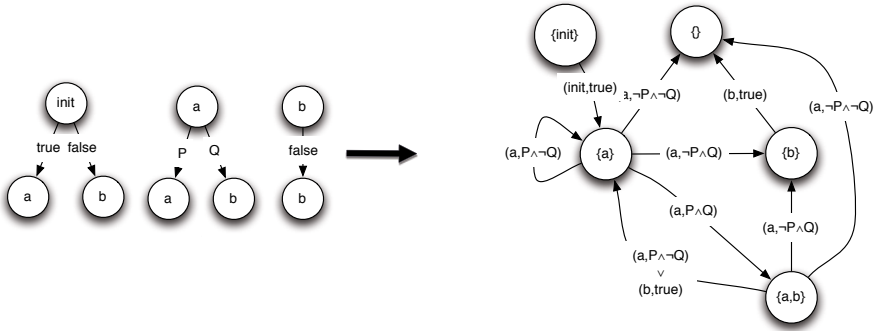 init
true false
a
b
a
P
Q
a
b
b
false
b
{init}
{}
(init,true)
a,¬P∧¬Q)
(b,true)
(a,¬P∧¬Q)
(a,P∧¬Q)
{a}
(a,¬P∧Q)
{b}
(a,P∧Q)
(a,¬P∧Q)
(a,P∧¬Q)
∨
(b,true)
{a,b}